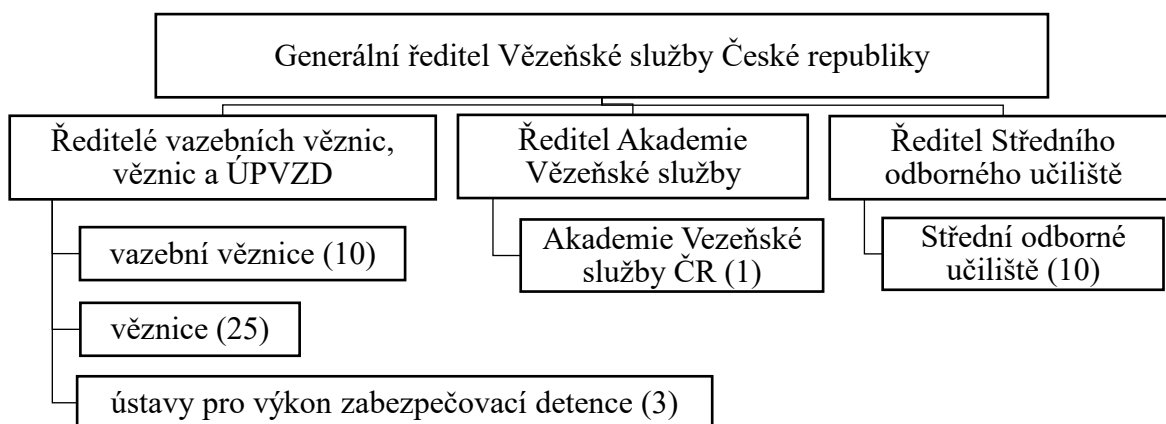 Generální ředitel Vězeňské služby České republiky
Ředitelé vazebních věznic,
věznic a ÚPVZD
Ředitel Akademie
Vězeňské služby
Ředitel Středního
odborného učiliště
vazební věznice (10)
věznice (25)
ústavy pro výkon zabezpečovací detence (3)
Akademie Vezeňské
služby ČR (1)
Střední odborné
učiliště (10)